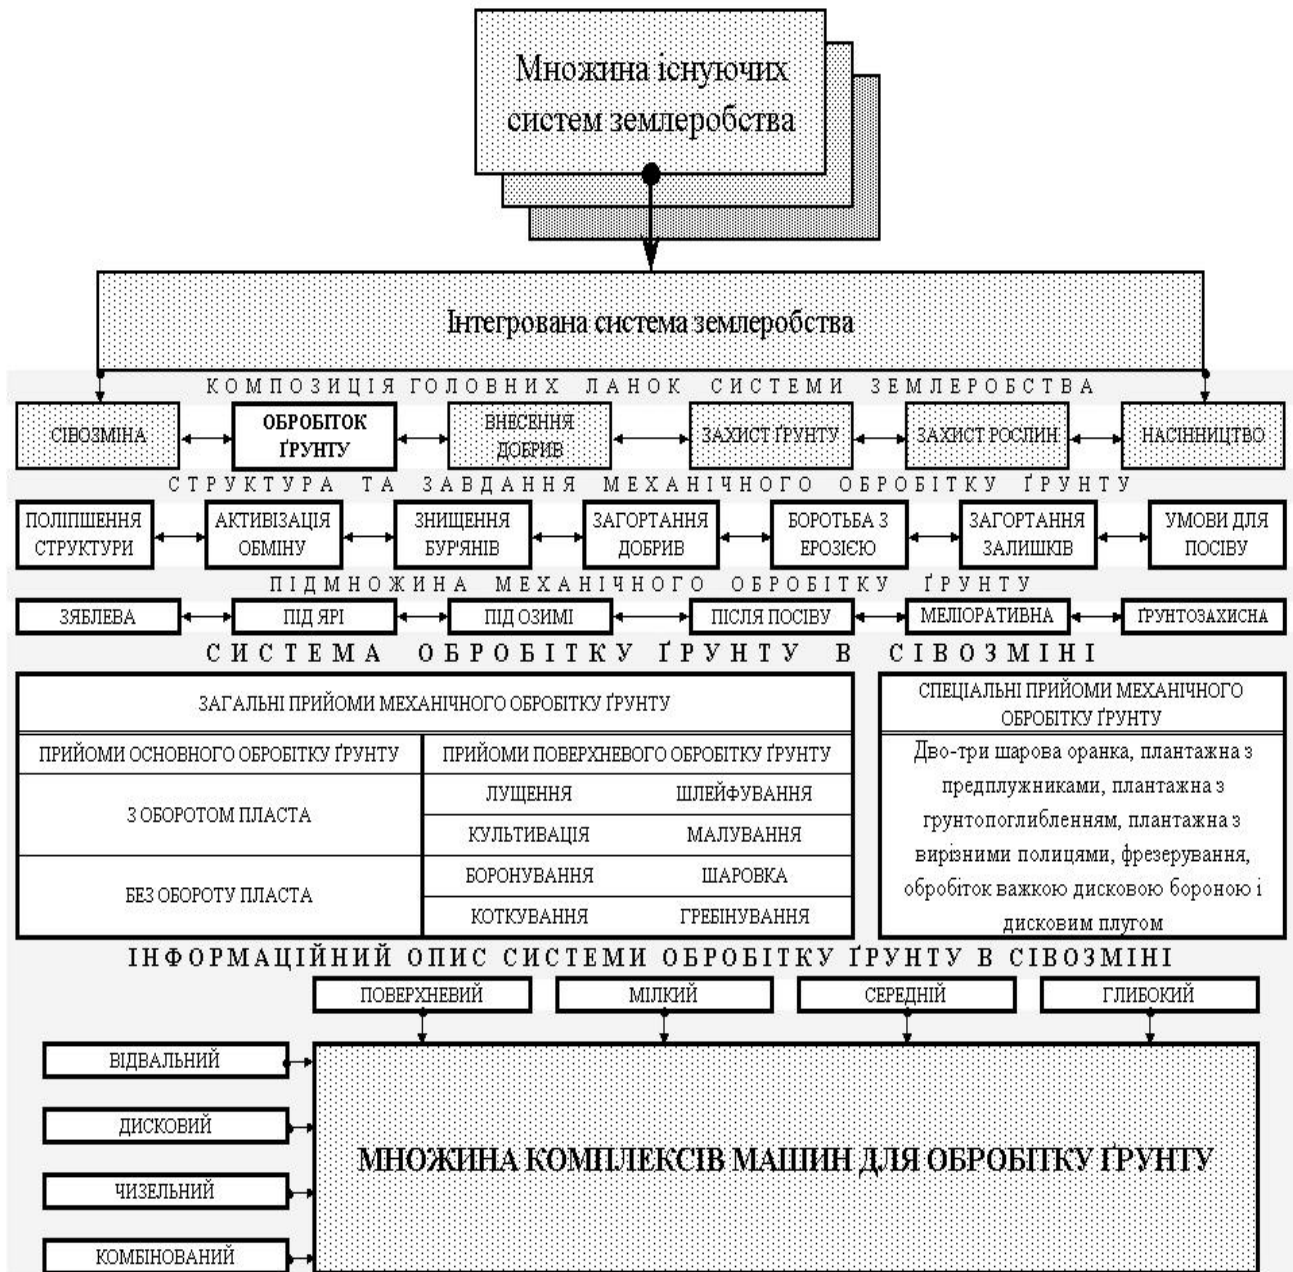 Множина існуючих
систем землеробства
Інтегрована система землеробства
КОМПОЗИЦІЯ ГОЛОВНИХ ЛАНОК СИСТЕМИ ЗЕМЛЕРОБСТВА
СІВОЗМІНА
ОБРОБІТОК
ҐРУНТУ
ВНЕСЕННЯ
ДОБРИВ
ЗАХИСТ ҐРУНТУ
ЗАХИСТ РОСЛИН
НАСІННИЦТВО
СТРУКТУРА ТА ЗАВДАННЯ МЕХАНІЧНОГО ОБРОБІТКУ ҐРУНТУ
ПОЛІПШЕННЯ
СТРУКТУРИ
АКТИВІЗАЦІЯ
ОБМІНУ
ЗНИЩЕННЯ
БУР'ЯНІВ
ЗАГОРТАННЯ
ДОБРИВ
БОРОТЬБА З
ЕРОЗІЄЮ
ЗАГОРТАННЯ
ЗАЛИШКІВ
УМОВИ ДЛЯ
ПОСІВУ
ПІДМНОЖИНА МЕХАНІЧНОГО ОБРОБІТКУ ҐРУНТУ
ЗЯБЛЕВА
ПІД ЯРІ
ПІД ОЗИМІ
ПІСЛЯ ПОСІВУ
МЕЛІОРАТИВНА
ҐРУНТОЗАХИСНА
СИСТЕМА ОБРОБІТКУ ҐРУНТУ В СІВОЗМІНІ
ЗАГАЛЬНІ ПРИЙОМИ МЕХАНІЧНОГО ОБРОБІТКУ ҐРУНТУ
ПРИЙОМИ ОСНОВНОГО ОБРОБІТКУ ҐРУНТУ
ПРИЙОМИ ПОВЕРХНЕВОГО ОБРОБІТКУ ҐРУНТУ
З ОБОРОТОМ ПЛАСТА
ЛУЩЕННЯ ШЛЕЙФУВАННЯ
КУЛЬТИВАЦІЯ МАЛУВАННЯ
БЕЗ ОБОРОТУ ПЛАСТА
БОРОНУВАННЯ ШАРОВКА
КОТКУВАННЯ ГРЕБІНУВАННЯ
СПЕЦІАЛЬНІ ПРИЙОМИ МЕХАНІЧНОГО
ОБРОБІТКУ ҐРУНТУ
Дво-три шарова оранка, плантажна з
предплужниками, плантажна з
грунтопоглибленням, плантажна з
вирізними полицями, фрезерування,
обробіток важкою дисковою бороною і
дисковим плугом
ІНФОРМАЦІЙНИЙ ОПИС СИСТЕМИ ОБРОБІТКУ ҐРУНТУ В СІВОЗМІНІ
ПОВЕРХНЕВИЙ
МІЛКИЙ
СЕРЕДНІЙ
ГЛИБОКИЙ
ВІДВАЛЬНИЙ
ДИСКОВИЙ
ЧИЗЕЛЬНИЙ
КОМБІНОВАНИЙ
МНОЖИНА КОМПЛЕКСІВ МАШИН ДЛЯ ОБРОБІТКУ ҐРУНТУ